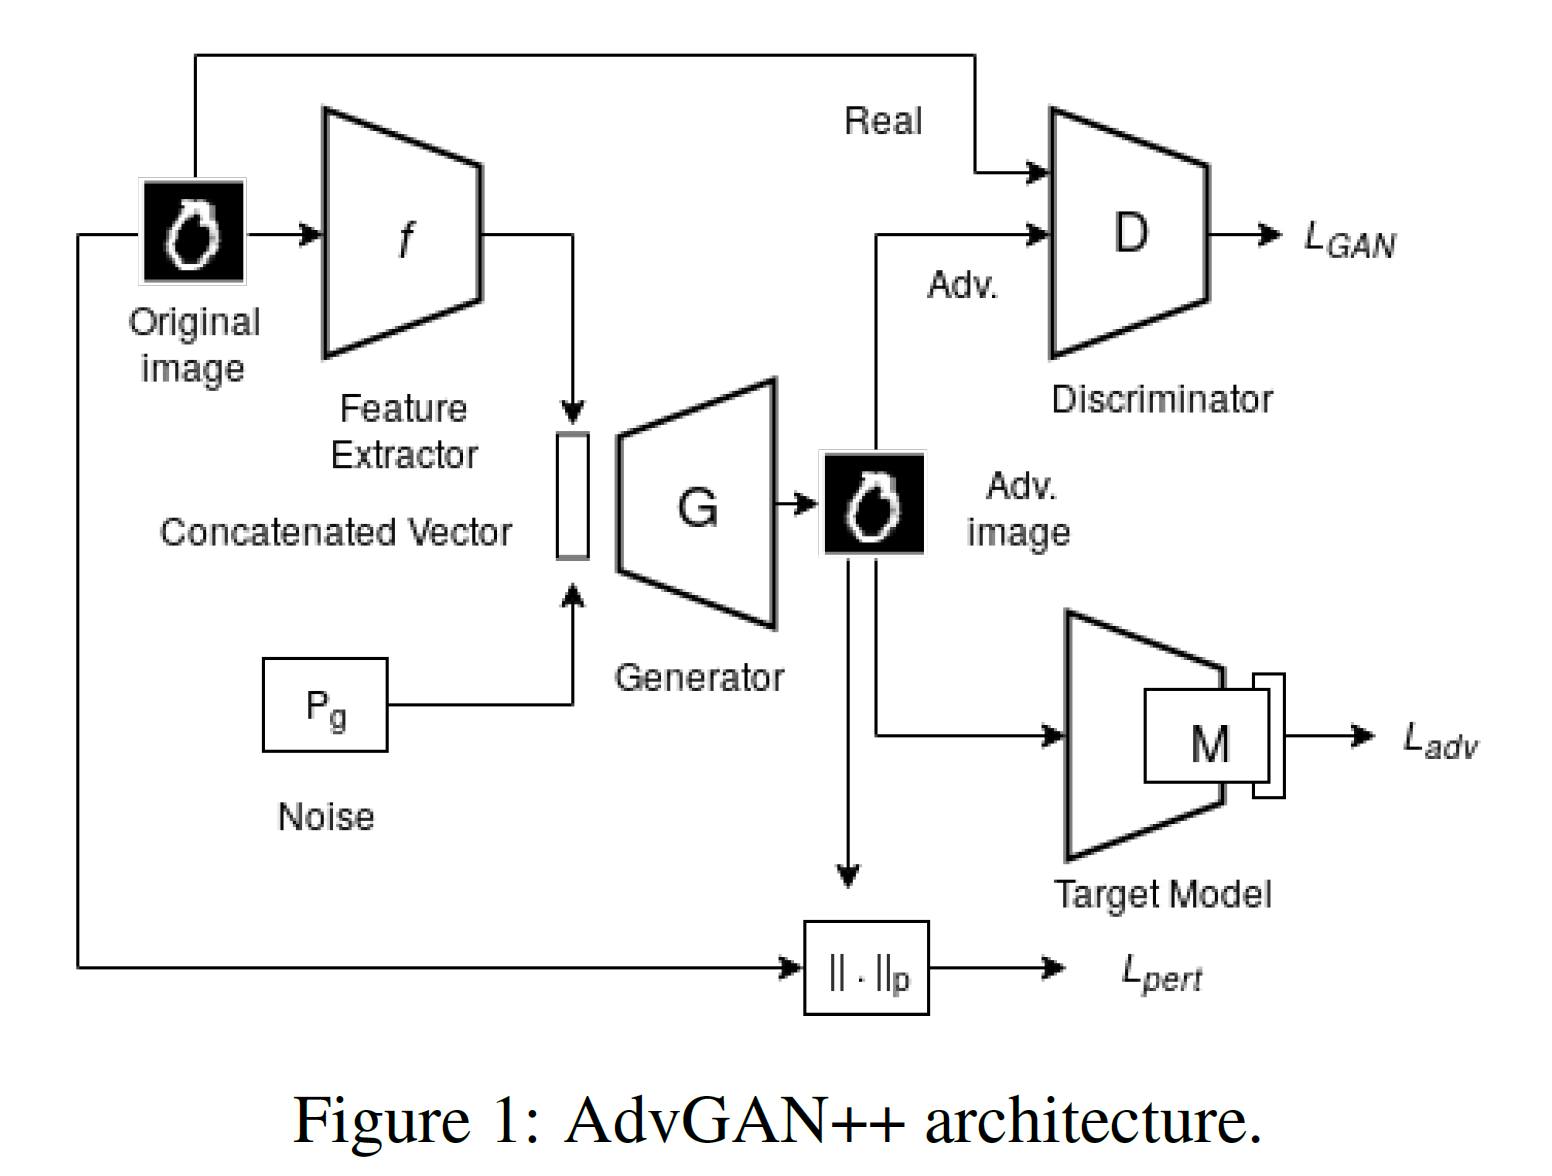 Real
f
D
L_GAN
Adv.
Original
image
Feature
Extractor
Discriminator
G
Adv.
image
Concatenated Vector
Generator
P_g
Noise
M
L_adv
Target Model
|| . ||_p
L_pert
Figure 1: AdvGAN++ architecture.